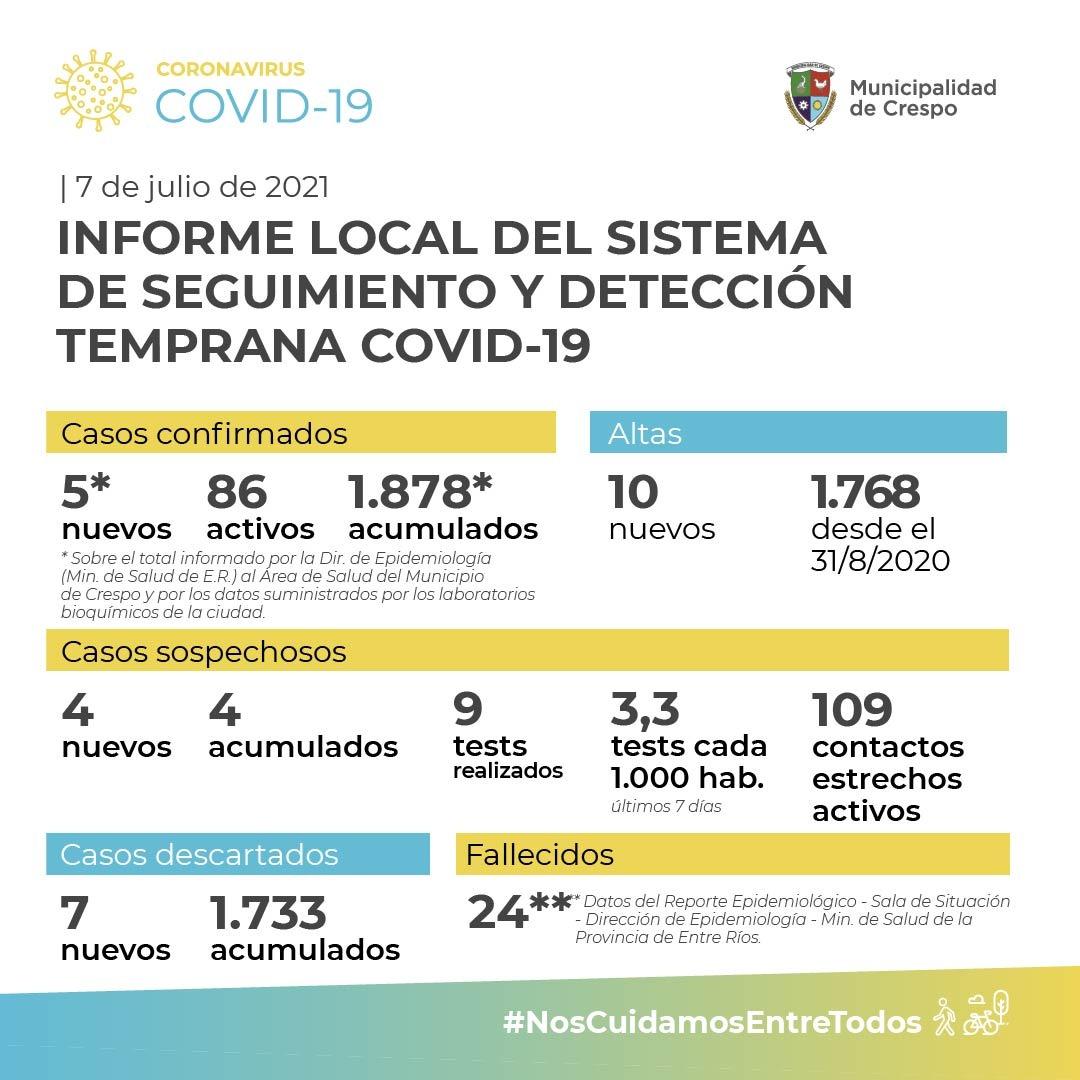 CORONAVIRUS
COVID-19
Municipalidad
de Crespo
| 7 de julio de 2021
INFORME LOCAL DEL SISTEMA
DE SEGUIMIENTO Y DETECCIÓN
TEMPRANA COVID-19
Casos confirmados
5* nuevos
86 activos
1.878* acumulados
* Sobre el total informado por la Dir. de Epidemiología
(Min. de Salud de E.R.) al Área de Salud del Municipio
de Crespo y por los datos suministrados por los laboratorios
bioquímicos de la ciudad.
Altas
10
nuevos
1.768
desde el
31/8/2020
Casos sospechosos
4
nuevos
4
acumulados
9
tests
realizados
3,3
tests cada
1.000 hab.
últimos 7 días
109
contactos
estrechos
activos
Casos descartados
7
nuevos
1.733
acumulados
Fallecidos
24**
** Datos del Reporte Epidemiológico - Sala de Situación
- Dirección de Epidemiología - Min. de Salud de la
Provincia de Entre Ríos.
#NosCuidamosEntreTodos